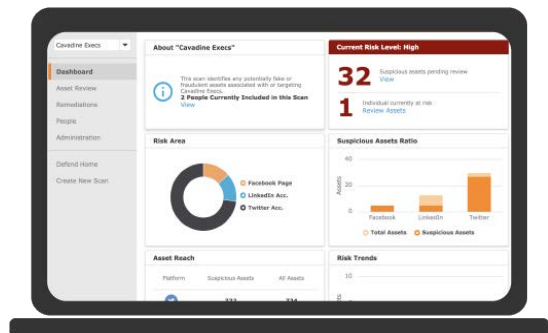 Cavadine Execs
Dashboard
Asset Review
Remediations
People
Administration
Defend Home
Create New Scan
About "Cavadine Execs"
This scan identifies any potentially fake or
fraudulent assets associated with or targeting
Cavadine Execs.
2 People Currently Included in this Scan
View
Current Risk Level: High
32 Suspicious assets pending review
View
1 Individual currently at risk
Review Assets
Risk Area
Facebook Page
LinkedIn Acc.
Twitter Acc.
Suspicious Assets Ratio
40
20
0
Assets
Facebook LinkedIn Twitter
Total Assets Suspicious Assets
Asset Reach
Platform Suspicious Assets All Assets
Risk Trends
10